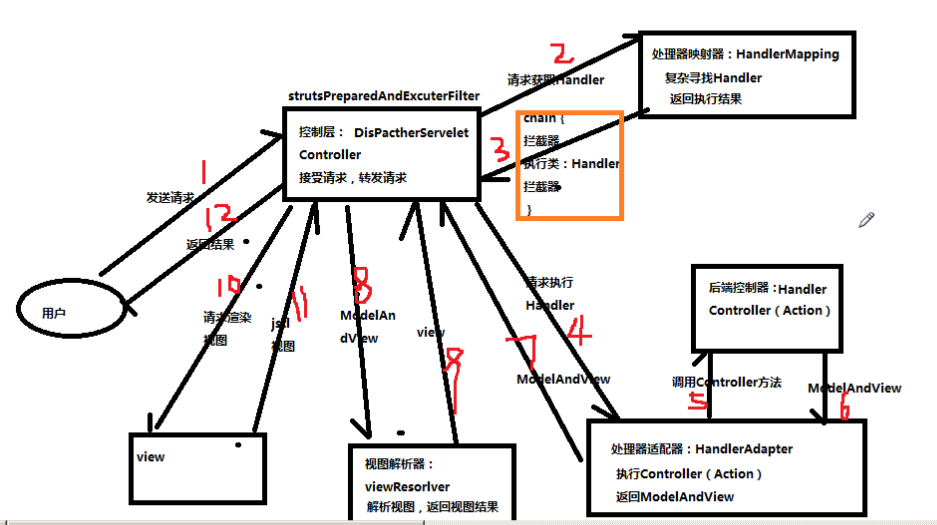 处理器映射器：HandlerMapping
复杂寻找Handler
返回执行结果
2
请求获取Handler
strutsPreparedAndExcuterFilter
控制层： DisPactherServelet
Controller
接受请求，转发请求
chain {
拦截器
执行类：Handler
拦截器
}
3
1
发送请求
12
返回结果
用户
10
请求渲染
视图
11
jstl
视图
8
ModelAn
dView
view
9
请求执行
Handler
4
7
ModelAndView
后端控制器：Handler
Controller（Action）
调用Controller方法
5
ModelAndView
6
view
视图解析器：
viewResorlver
解析视图，返回视图结果
处理器适配器：HandlerAdapter
执行Controller（Action）
返回ModelAndView